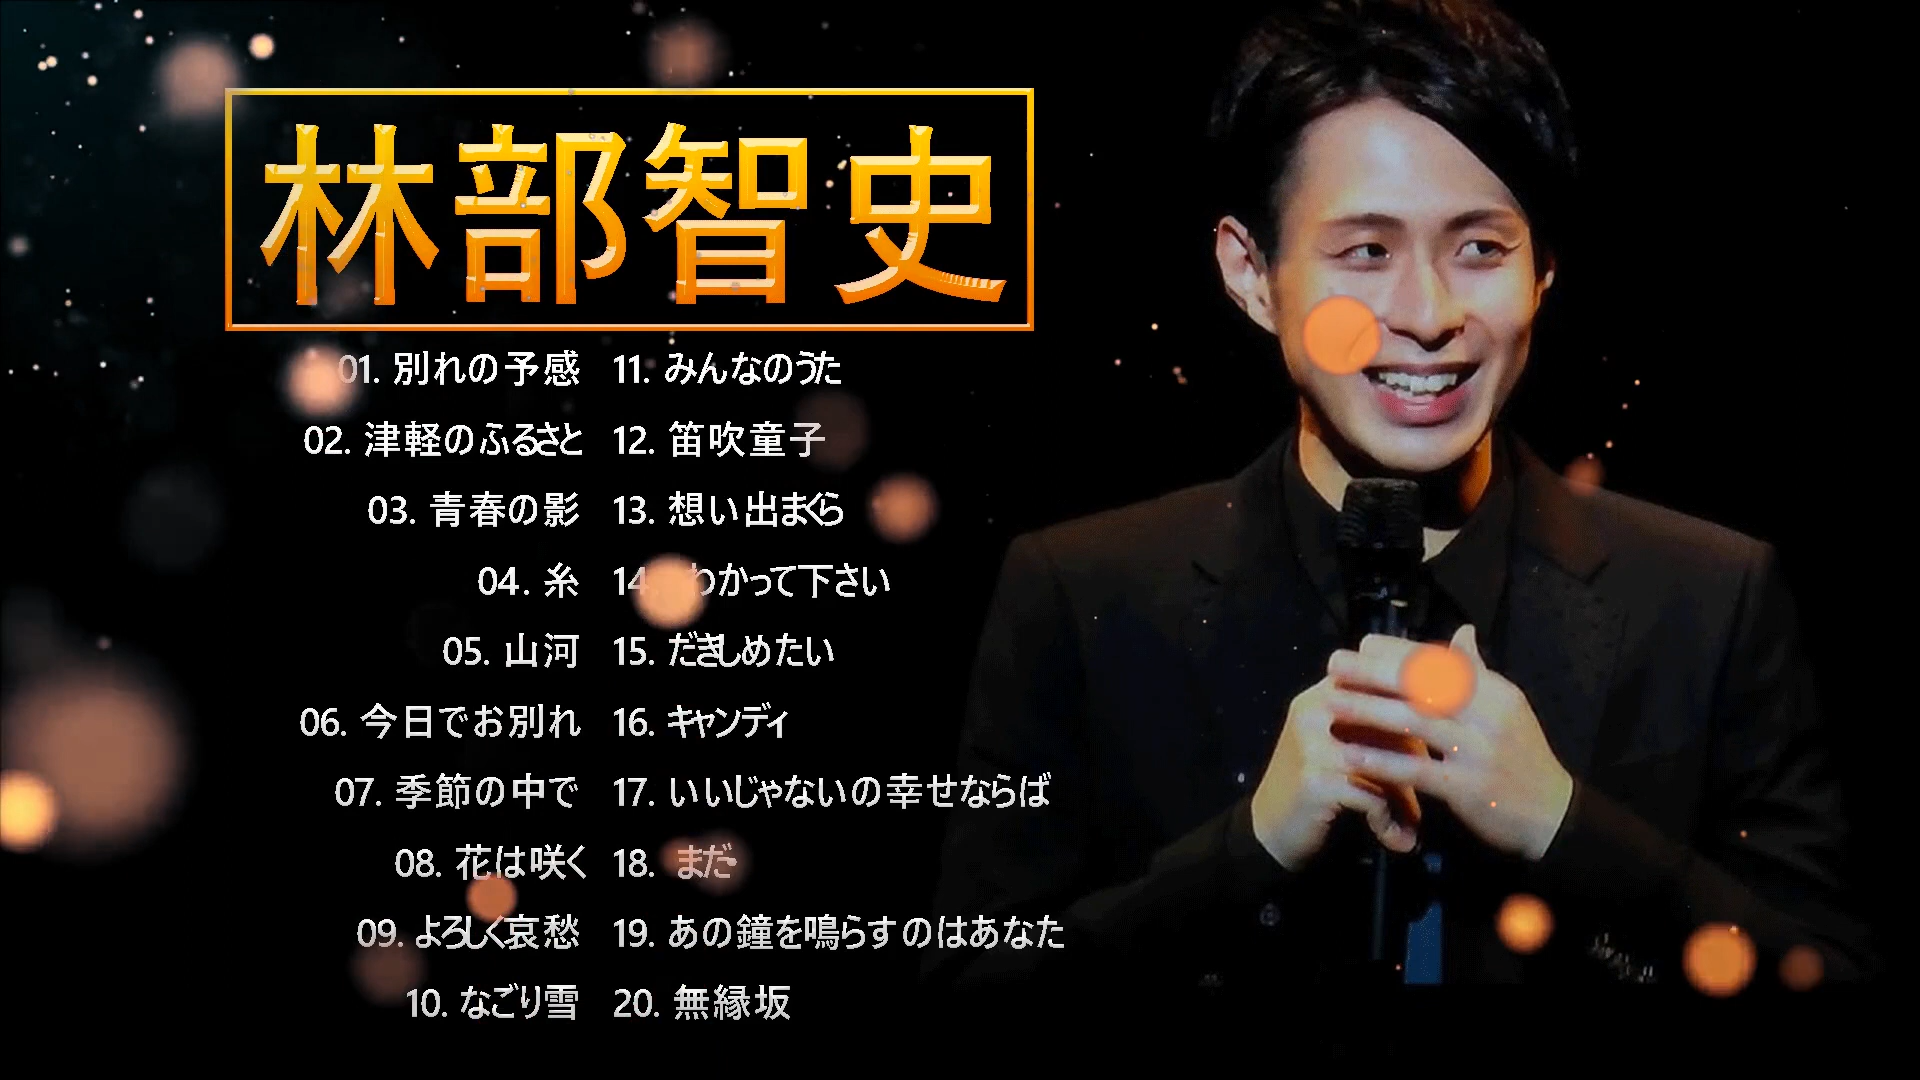 林部智史
01. 別れの予感
02. 津軽のふるさと
03. 青春の影
04. 糸
05. 山河
06. 今日でお別れ
07. 季節の中で
08. 花は咲く
09. よろしく哀愁
10. なごり雪
11. みんなのうた
12. 笛吹童子
13. 想い出まくら
14. わかって下さい
15. だきしめたい
16. キャンディ
17. いいじゃないの幸せならば
18. まだ
19. あの鐘を鳴らすのはあなた
20. 無縁坂